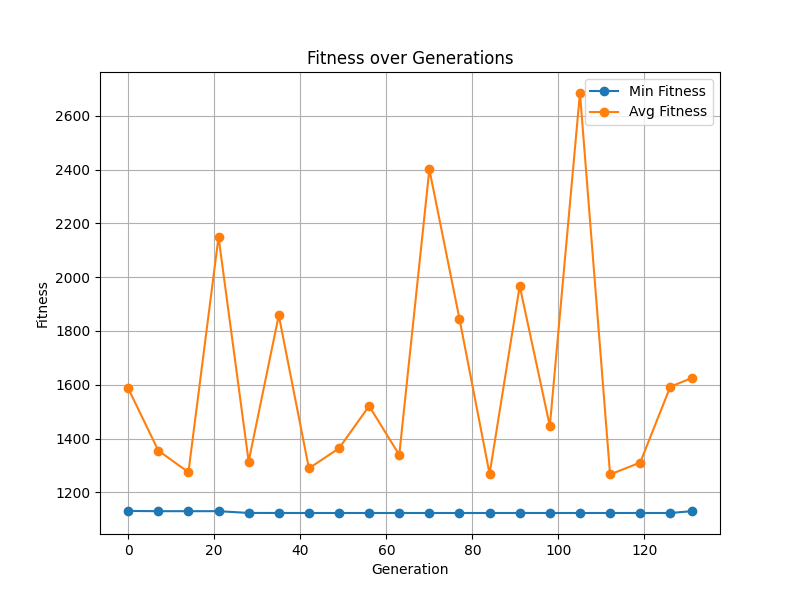 Fitness over Generations
Min Fitness
Avg Fitness
2600
2400
2200
2000
1800
1600
1400
1200
Fitness
0 20 40 60 80 100 120
Generation